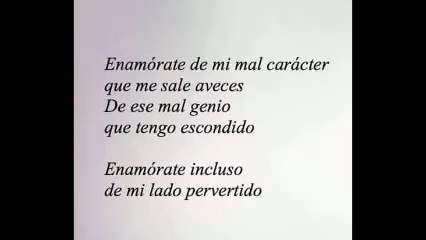 Enamórate de mi mal carácter
que me sale aveces
De ese mal genio
que tengo escondido
Enamórate incluso
de mi lado pervertido